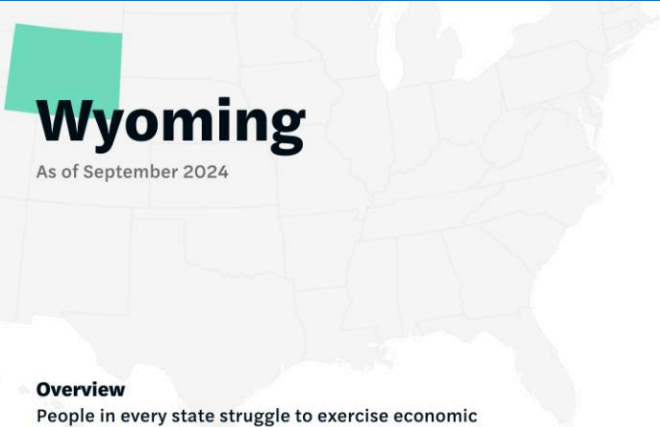 Wyoming
As of September 2024
Overview
People in every state struggle to exercise economic